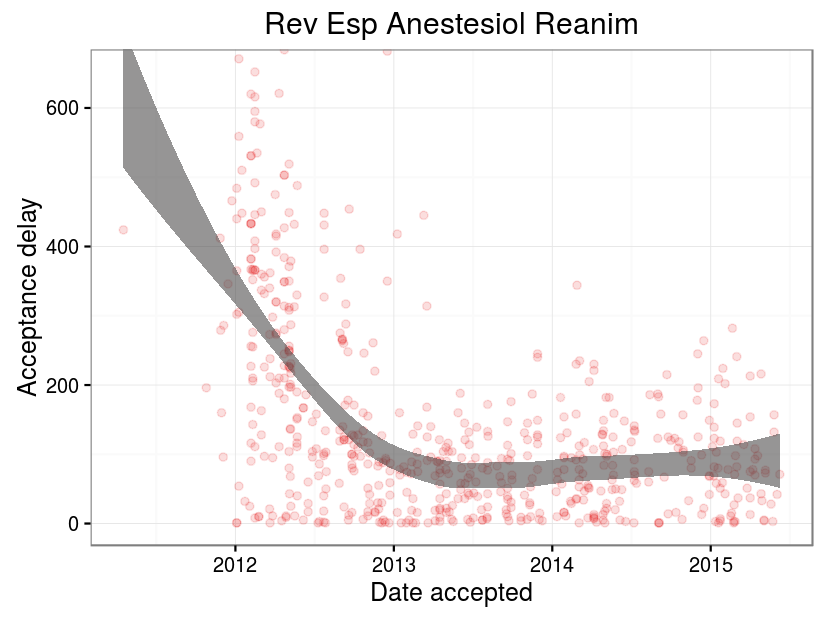 Rev Esp Anestesiol Reanim
Acceptance delay
600
400
200
0
2012 2013 2014 2015
Date accepted